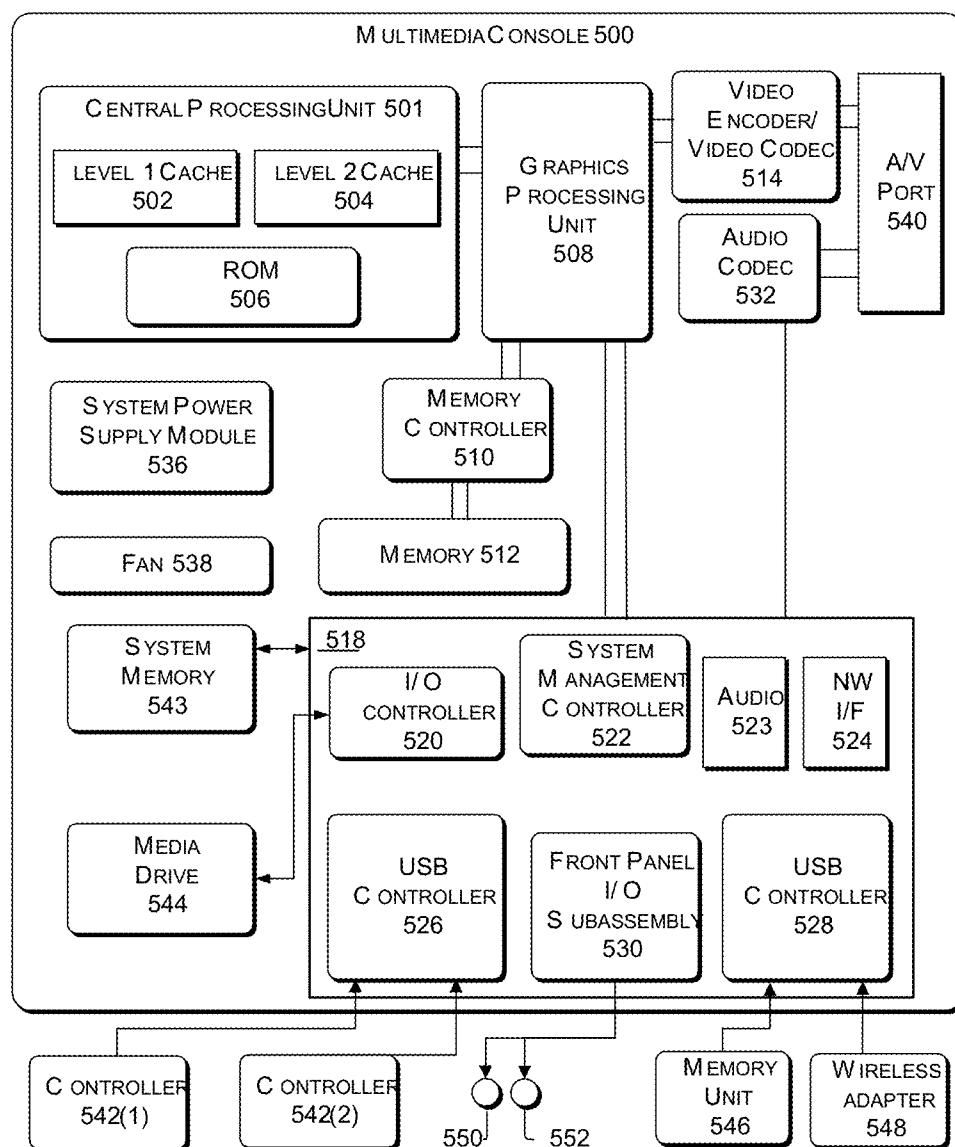 MULTIMEDIA CONSOLE 500
CENTRAL PROCESSING UNIT 501
LEVEL 1 CACHE
502
LEVEL 2 CACHE
504
ROM
506
GRAPHICS
PROCESSING
UNIT
508
VIDEO
ENCODER/
VIDEO CODEC
514
A/V
PORT
540
AUDIO
CODEC
532
SYSTEM POWER
SUPPLY MODULE
536
MEMORY
CONTROLLER
510
FAN 538
MEMORY 512
SYSTEM
MEMORY
543
518
I/O
CONTROLLER
520
SYSTEM
MANAGEMENT
CONTROLLER
522
AUDIO
523
NW
I/F
524
MEDIA
DRIVE
544
USB
CONTROLLER
526
FRONT PANEL
I/O
SUBASSEMBLY
530
USB
CONTROLLER
528
CONTROLLER
542(1)
CONTROLLER
542(2)
550
552
MEMORY
UNIT
546
WIRELESS
ADAPTER
548